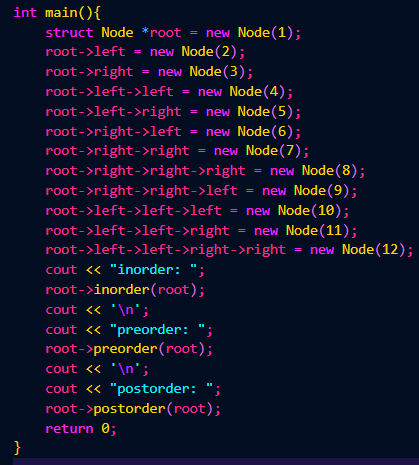 int main(){
    struct Node *root = new Node(1);
    root->left = new Node(2);
    root->right = new Node(3);
    root->left->left = new Node(4);
    root->left->right = new Node(5);
    root->right->left = new Node(6);
    root->right->right = new Node(7);
    root->right->right->right = new Node(8);
    root->right->right->left = new Node(9);
    root->left->left->left = new Node(10);
    root->left->left->right = new Node(11);
    root->left->left->right->right = new Node(12);
    cout << "inorder: ";
    root->inorder(root);
    cout << '\n';
    cout << "preorder: ";
    root->preorder(root);
    cout << '\n';
    cout << "postorder: ";
    root->postorder(root);
    return 0;
}